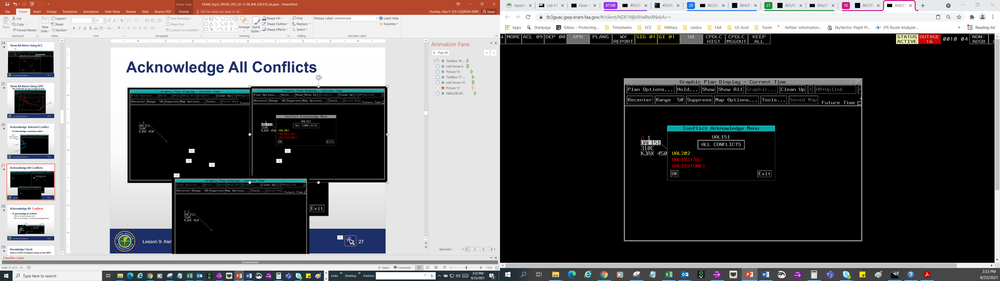 Picture Tools
ERAM_Stg3c_PRS09_OTO_20-12-08_RW_EAE410_ah.pptx - PowerPoint
File Home Insert Design Transitions Animations Slide Show Review View Nuance PDF Format Tell me what you want to do...
Huntley, Alan P. [US-US](NON-EMP) Share
Cut
Copy
Format Painter
Paste
Clipboard
New Slide
Layout
Reset
Section
Slides
20
Font
Text Direction
Align Text
Convert to SmartArt
Paragraph
Arrange
Quick Styles
Shape Fill
Shape Outline
Shape Effects
Drawing
Find
Replace
Select
Editing
Primary Label Unrestricted
Label Help
Favorites
Classifier Label
24
Show All Alerts Using ACL
25
Show All Alerts Using GPD
26
Acknowledge Selected Conflict
To acknowledge a selected conflict :
27
Acknowledge All Conflicts
28
Acknowledge All Conflicts
To acknowledge all conflicts:
29
Knowledge Check
How is a Point of Violation shown on the GPD?
Acknowledge All Conflicts
Graphic Plan Display - Current Time
Plan Options... Hold... Show Show All Graphic... Clean Up AM+Uplin
Recenter Range 50 Suppress Map Options... Tools... Saved Map Future
2 1
UAL151
310C
KJAX 450
Graphic Plan Display - Current Time
Plan Options... Hold... Show Show All Graphic... Clean Up AM+Uplink
Recenter Range 50 Suppress Map Options... Tools... Saved Map Future Time
2 1
UAL151
310C
KJAX 450
Conflict Acknowledge Menu
UAL151
ALL CONFLICTS
UAL202
UAL152(38)
UAL153(UNK)
OK Exit
1
1
1
1
1
1
Graphic Plan Display - Current Time
Plan Options... Hold... Show Show All Graphic... Clean Up AM+Uplink
Recenter Range 50 Suppress Map Options... Tools... Saved Map Future Time
2 1
UAL151
310C
KJAX 450
Exit
FEDERAL AVIATION ADMINISTRATION
Lesson 9: Aler
1
27
Animation Pane
Play All
1 TextBox 10: ...
Left Arrow 9
Picture 15
TextBox 17: ...
Left Arrow 13
Picture 11
SWA238 GP...
Seconds 0 2 4 6
Classifier Label
Unrestricted
Slide 27 of 0 .. 74
Notes Comments 110%
Type here to search
Links Desktop Address
3:33 PM
8/23/2021
Apach
Lab M
Guac
ATSW
495/S
455/M
20
863/D
864/R
21
865/R
866/D
16
867/R
868/D
tb3guac.gwp.eram.faa.gov/#/client/NDE1NjkAYwBteXNxbA==
Apps Startpage Gibiru – Protecting... Timesheets ECS Military Leidos FAA US Govt Travel AirNav: Information... SkyVector: Flight Pl... IFR Route Analyzer... » Reading list
MORE ACL 09 DEP 00 GPD PLANS WX REPORT SIG 01 GI 01 UA CPDLC HIST CPDLC MSGOUT KEEP ALL
STATUS ACTIVE OUTAGE 16 0010 04 NON-ADSB
Graphic Plan Display - Current Time
Plan Options... Hold... Show Show All Graphic... Clean Up AM+Uplink
Recenter Range 50 Suppress Map Options... Tools... Saved Map Future Time
2 1
UAL151
310C
KJAX 450
Conflict Acknowledge Menu
UAL151
ALL CONFLICTS
UAL202
UAL152(38)
UAL153(UNK)
OK Exit
3:33 PM
8/23/2021